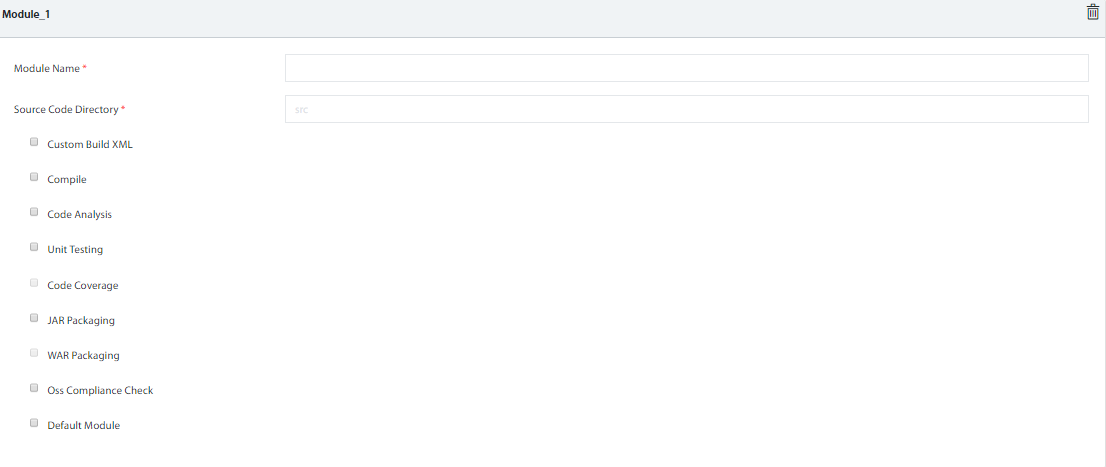 Module_1
Module Name *
Source Code Directory *
src
Custom Build XML
Compile
Code Analysis
Unit Testing
Code Coverage
JAR Packaging
WAR Packaging
Oss Compliance Check
Default Module